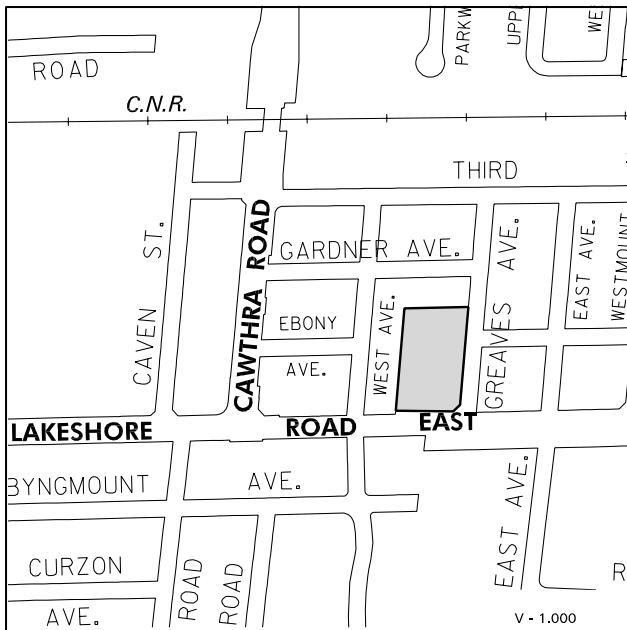 PARKW
UPPE
WE
ROAD
C.N.R.
THIRD
CAVEN ST.
CAWTHRA ROAD
GARDNER AVE.
EAST AVE.
WESTMOUNT
GREAVES AVE.
WEST AVE.
EBONY
AVE.
LAKESHORE ROAD EAST
BYNGMOUNT AVE.
EAST AVE.
CURZON
AVE.
ROAD
ROAD
R
V - 1.000